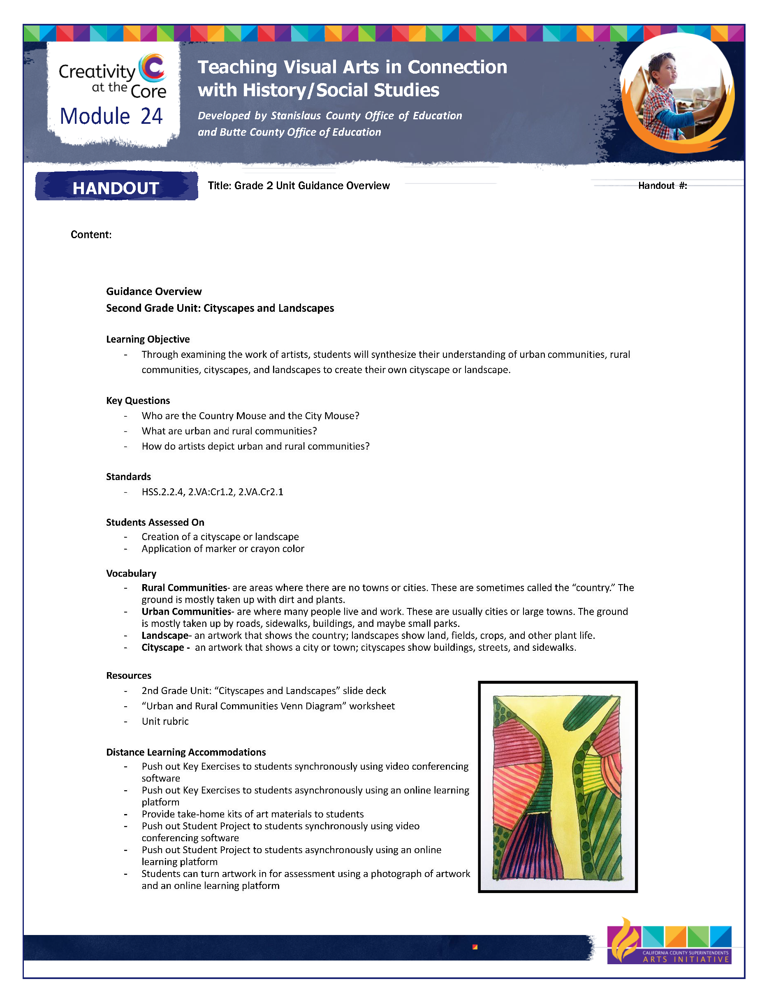 Creativity
at the Core
Module 24
Teaching Visual Arts in Connection
with History/Social Studies
Developed by Stanislaus County Office of Education
and Butte County Office of Education
HANDOUT
Title: Grade 2 Unit Guidance Overview
Handout #:
Content:
Guidance Overview
Second Grade Unit: Cityscapes and Landscapes
Learning Objective
- Through examining the work of artists, students will synthesize their understanding of urban communities, rural
communities, cityscapes, and landscapes to create their own cityscape or landscape.
Key Questions
- Who are the Country Mouse and the City Mouse?
- What are urban and rural communities?
- How do artists depict urban and rural communities?
Standards
- HSS.2.2.4, 2.VA:Cr1.2, 2.VA.Cr2.1
Students Assessed On
- Creation of a cityscape or landscape
- Application of marker or crayon color
Vocabulary
- Rural Communities- are areas where there are no towns or cities. These are sometimes called the “country.” The
ground is mostly taken up with dirt and plants.
- Urban Communities- are where many people live and work. These are usually cities or large towns. The ground
is mostly taken up by roads, sidewalks, buildings, and maybe small parks.
- Landscape- an artwork that shows the country; landscapes show land, fields, crops, and other plant life.
- Cityscape - an artwork that shows a city or town; cityscapes show buildings, streets, and sidewalks.
Resources
- 2nd Grade Unit: “Cityscapes and Landscapes” slide deck
- “Urban and Rural Communities Venn Diagram” worksheet
- Unit rubric
Distance Learning Accommodations
- Push out Key Exercises to students synchronously using video conferencing
software
- Push out Key Exercises to students asynchronously using an online learning
platform
- Provide take-home kits of art materials to students
- Push out Student Project to students synchronously using video
conferencing software
- Push out Student Project to students asynchronously using an online
learning platform
- Students can turn artwork in for assessment using a photograph of artwork
and an online learning platform
CALIFORNIA COUNTY SUPERINTENDENTS
ARTS INITIATIVE